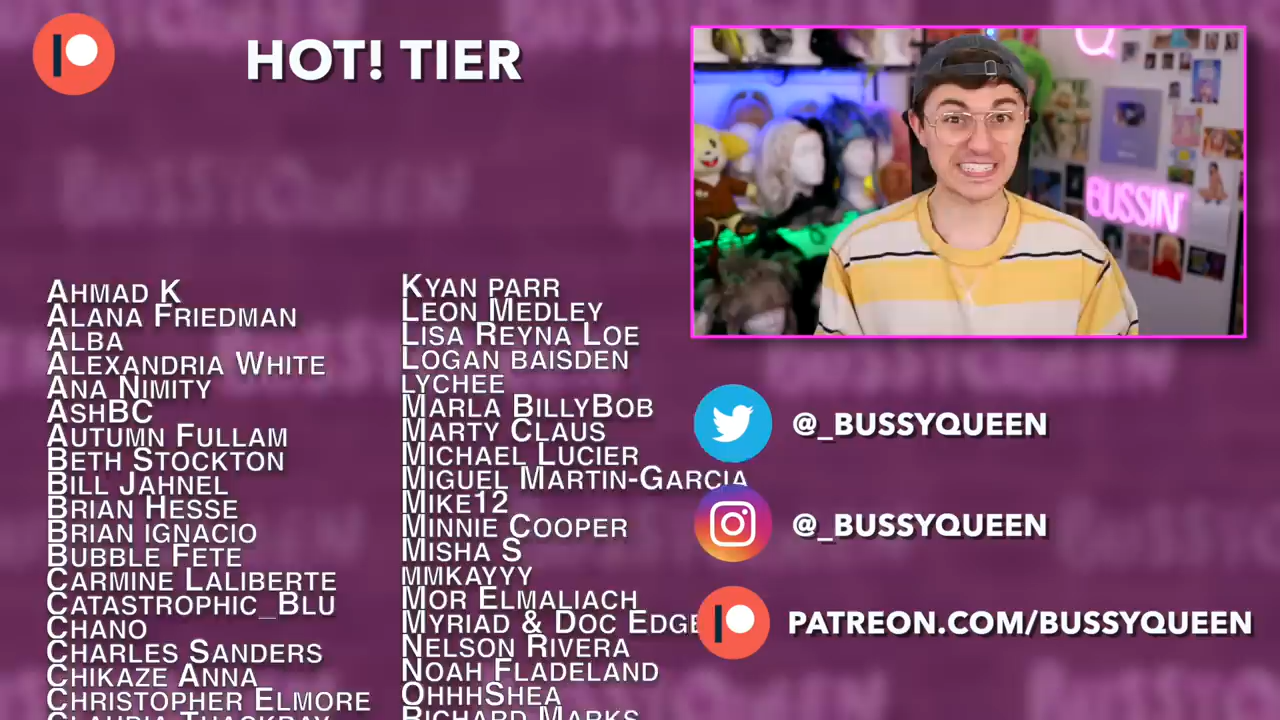 HOT! TIER
AHMAD K
ALANA FRIEDMAN
ALBA
ALEXANDRIA WHITE
ANA NIMITY
ASHBC
AUTUMN FULLAM
BETH STOCKTON
BILL JAHNEL
BRIAN HESSE
BRIAN IGNACIO
BUBBLE FETE
CARMINE LALIBERTE
CATASTROPHIC_BLU
CHANO
CHARLES SANDERS
CHIKAZE ANNA
CHRISTOPHER ELMORE
CLAUDIA THACKRAY
KYAN PARR
LEON MEDLEY
LISA REYNA LOE
LOGAN BAISDEN
LYCHEE
MARLA BILLYBOB
MARTY CLAUS
MICHAEL LUCIER
MIGUEL MARTIN-GARCIA
MIKE12
MINNIE COOPER
MISHA S
MMKAYYY
MOR ELMALIACH
MYRIAD & DOC EDGE
NELSON RIVERA
NOAH FLADELAND
OHHHSHEA
RICHARD MARKS
Q
BUSSIN'
@_BUSSYQUEEN
@_BUSSYQUEEN
PATREON.COM/BUSSYQUEEN